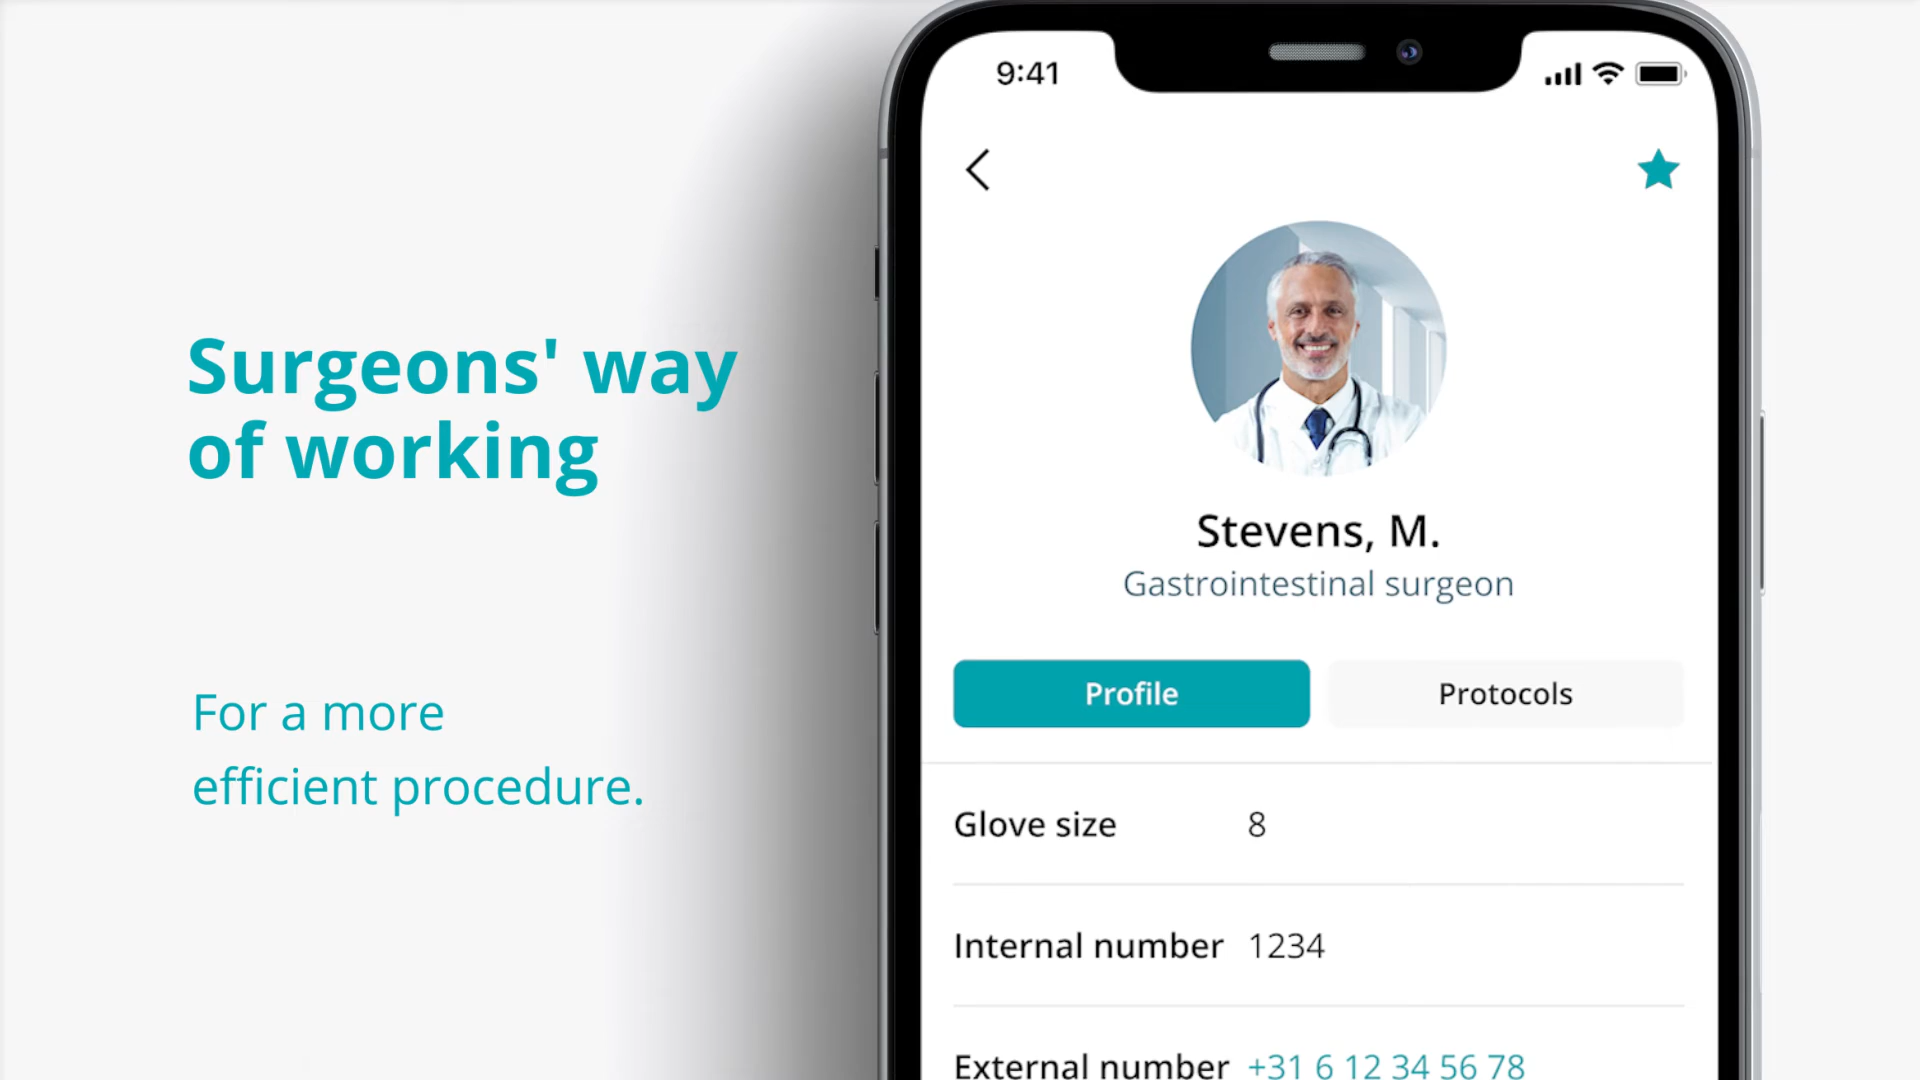 Surgeons' way
of working
For a more
efficient procedure.
9:41
Stevens, M.
Gastrointestinal surgeon
Profile
Protocols
Glove size 8
Internal number 1234
External number +31 6 12 34 56 78